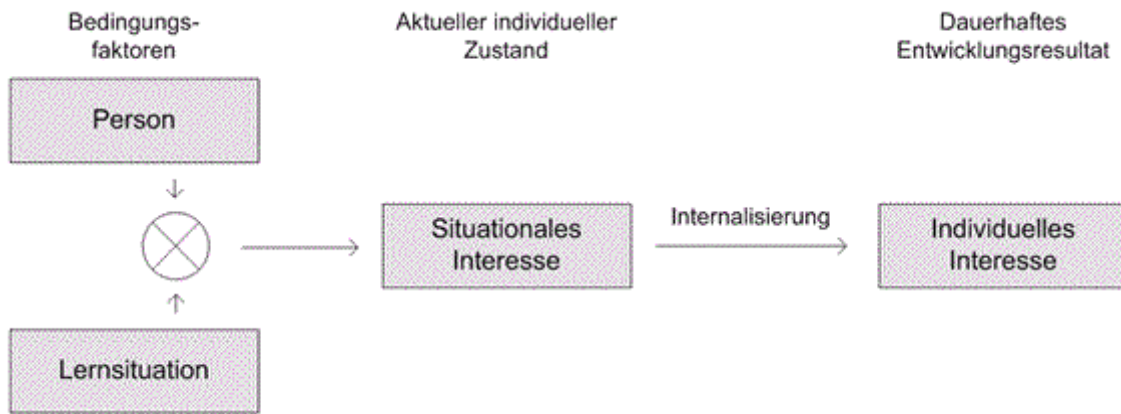 Bedingungs-
faktoren
Aktueller individueller
Zustand
Dauerhaftes
Entwicklungsresultat
Person
Situationales
Interesse
Internalisierung
Individuelles
Interesse
Lernsituation